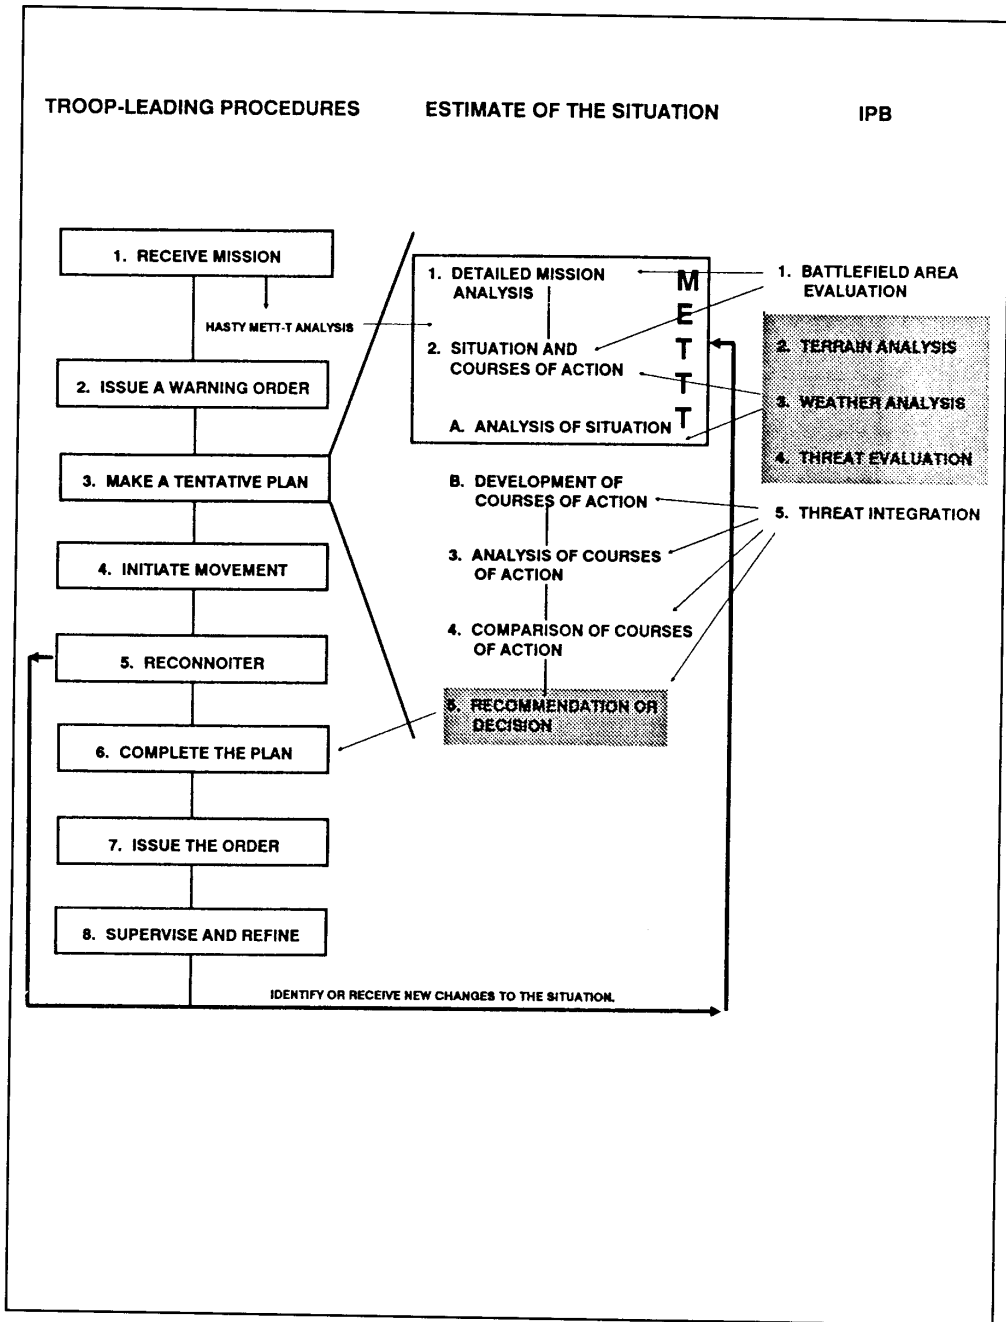 TROOP-LEADING PROCEDURES
ESTIMATE OF THE SITUATION
IPB
1. RECEIVE MISSION
HASTY METT-T ANALYSIS
2. ISSUE A WARNING ORDER
3. MAKE A TENTATIVE PLAN
4. INITIATE MOVEMENT
5. RECONNOITER
6. COMPLETE THE PLAN
7. ISSUE THE ORDER
8. SUPERVISE AND REFINE
IDENTIFY OR RECEIVE NEW CHANGES TO THE SITUATION.
1. DETAILED MISSION
ANALYSIS
2. SITUATION AND
COURSES OF ACTION
A. ANALYSIS OF SITUATION
M
E
T
T
T
B. DEVELOPMENT OF
COURSES OF ACTION
3. ANALYSIS OF COURSES
OF ACTION
4. COMPARISON OF COURSES
OF ACTION
5. RECOMMENDATION OR
DECISION
1. BATTLEFIELD AREA
EVALUATION
2. TERRAIN ANALYSIS
3. WEATHER ANALYSIS
4. THREAT EVALUATION
5. THREAT INTEGRATION